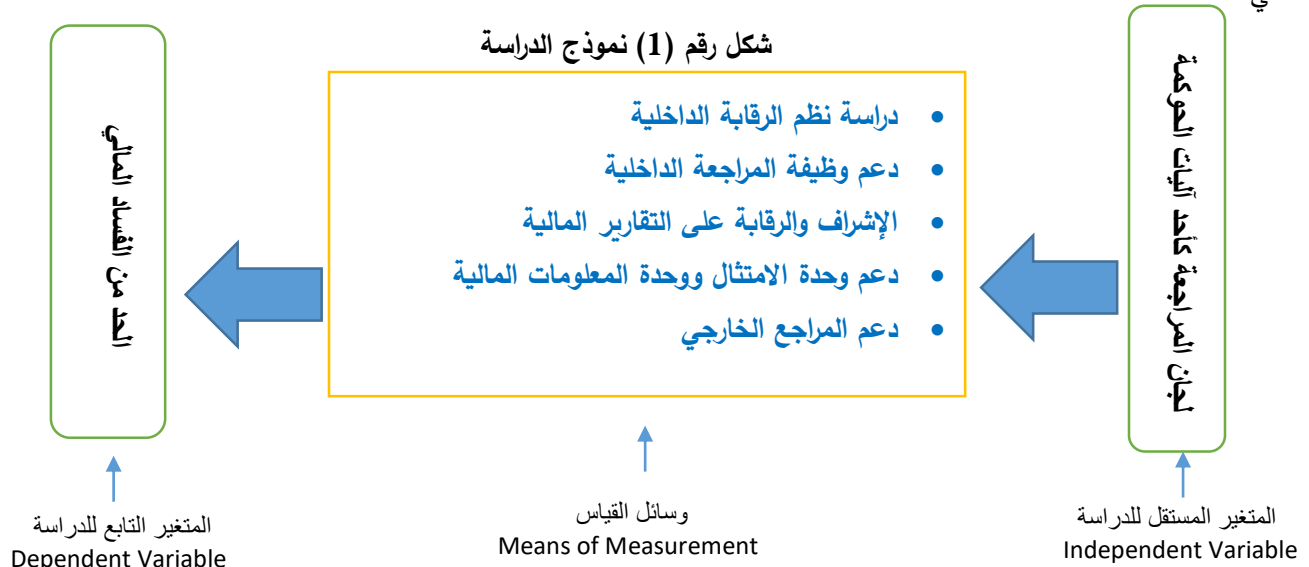 ي
شكل رقم (1) نموذج الدراسة
لجان المراجعة كأحد آليات الحوكمة
• دراسة نظم الرقابة الداخلية
• دعم وظيفة المراجعة الداخلية
• الإشراف والرقابة على التقارير المالية
• دعم وحدة الامتثال ووحدة المعلومات المالية
• دعم المراجع الخارجي
الحد من الفساد المالي
المتغير المستقل للدراسة
Independent Variable
وسائل القياس
Means of Measurement
المتغير التابع للدراسة
Dependent Variable